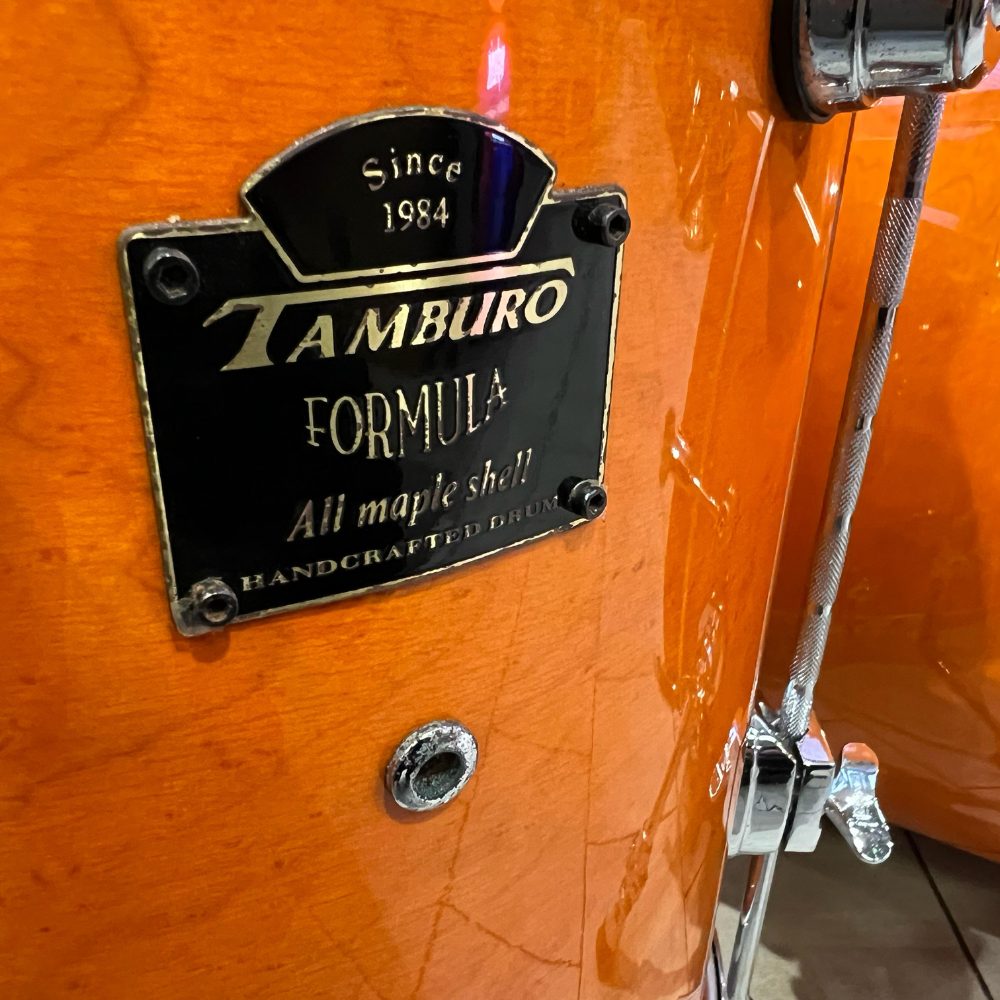 Since
1984
TAMBURO
FORMULA
All maple shell
HANDCRAFTED DRUM